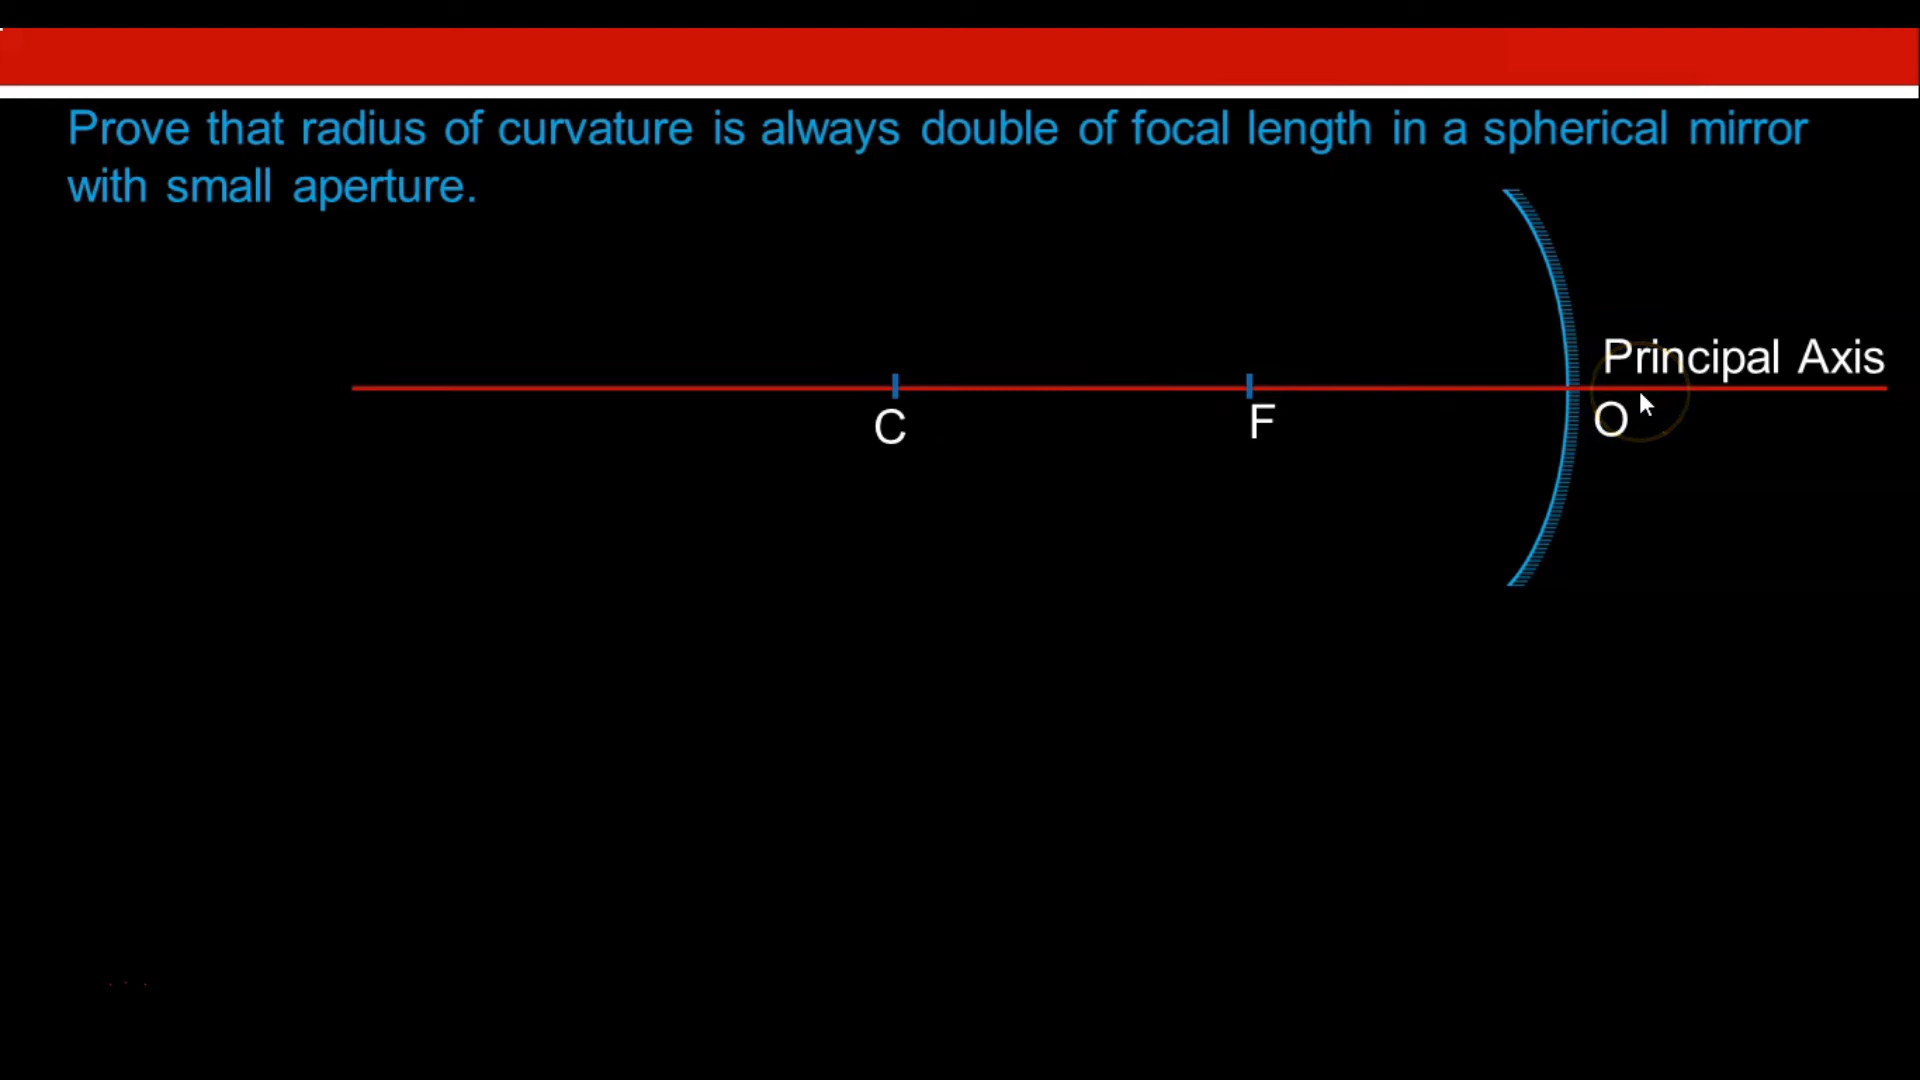 Prove that radius of curvature is always double of focal length in a spherical mirror
with small aperture.
Principal Axis
C
F
O